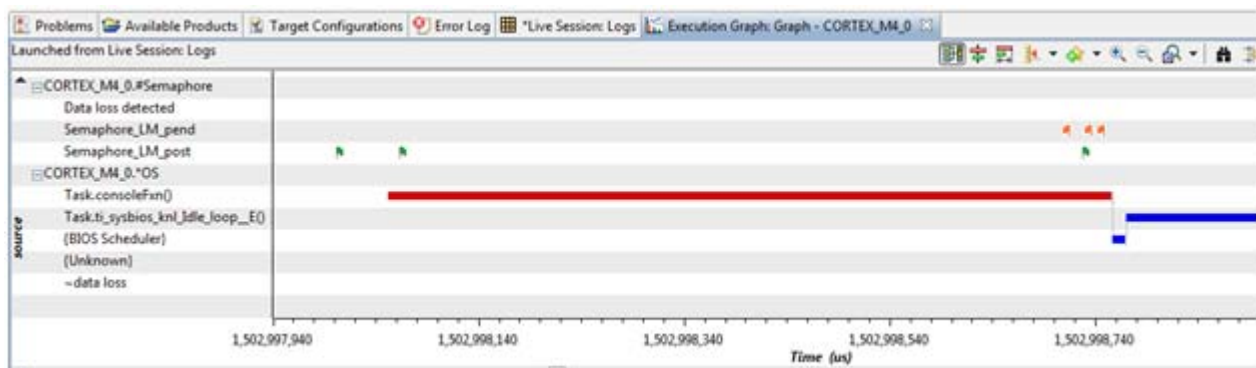 Problems Available Products Target Configurations Error Log *Live Session: Logs Execution Graph: Graph - CORTEX_M4_0
Launched from Live Session: Logs
CORTEX_M4_0.#Semaphore
Data loss detected
Semaphore_LM_pend
Semaphore_LM_post
CORTEX_M4_0.*OS
Task.consoleFxn()
Task.ti_sysbios_knl_Idle_loop__E()
(BIOS Scheduler)
(Unknown)
~data loss
source
1,502,997,940 1,502,998,140 1,502,998,340 1,502,998,540 1,502,998,740
Time (us)